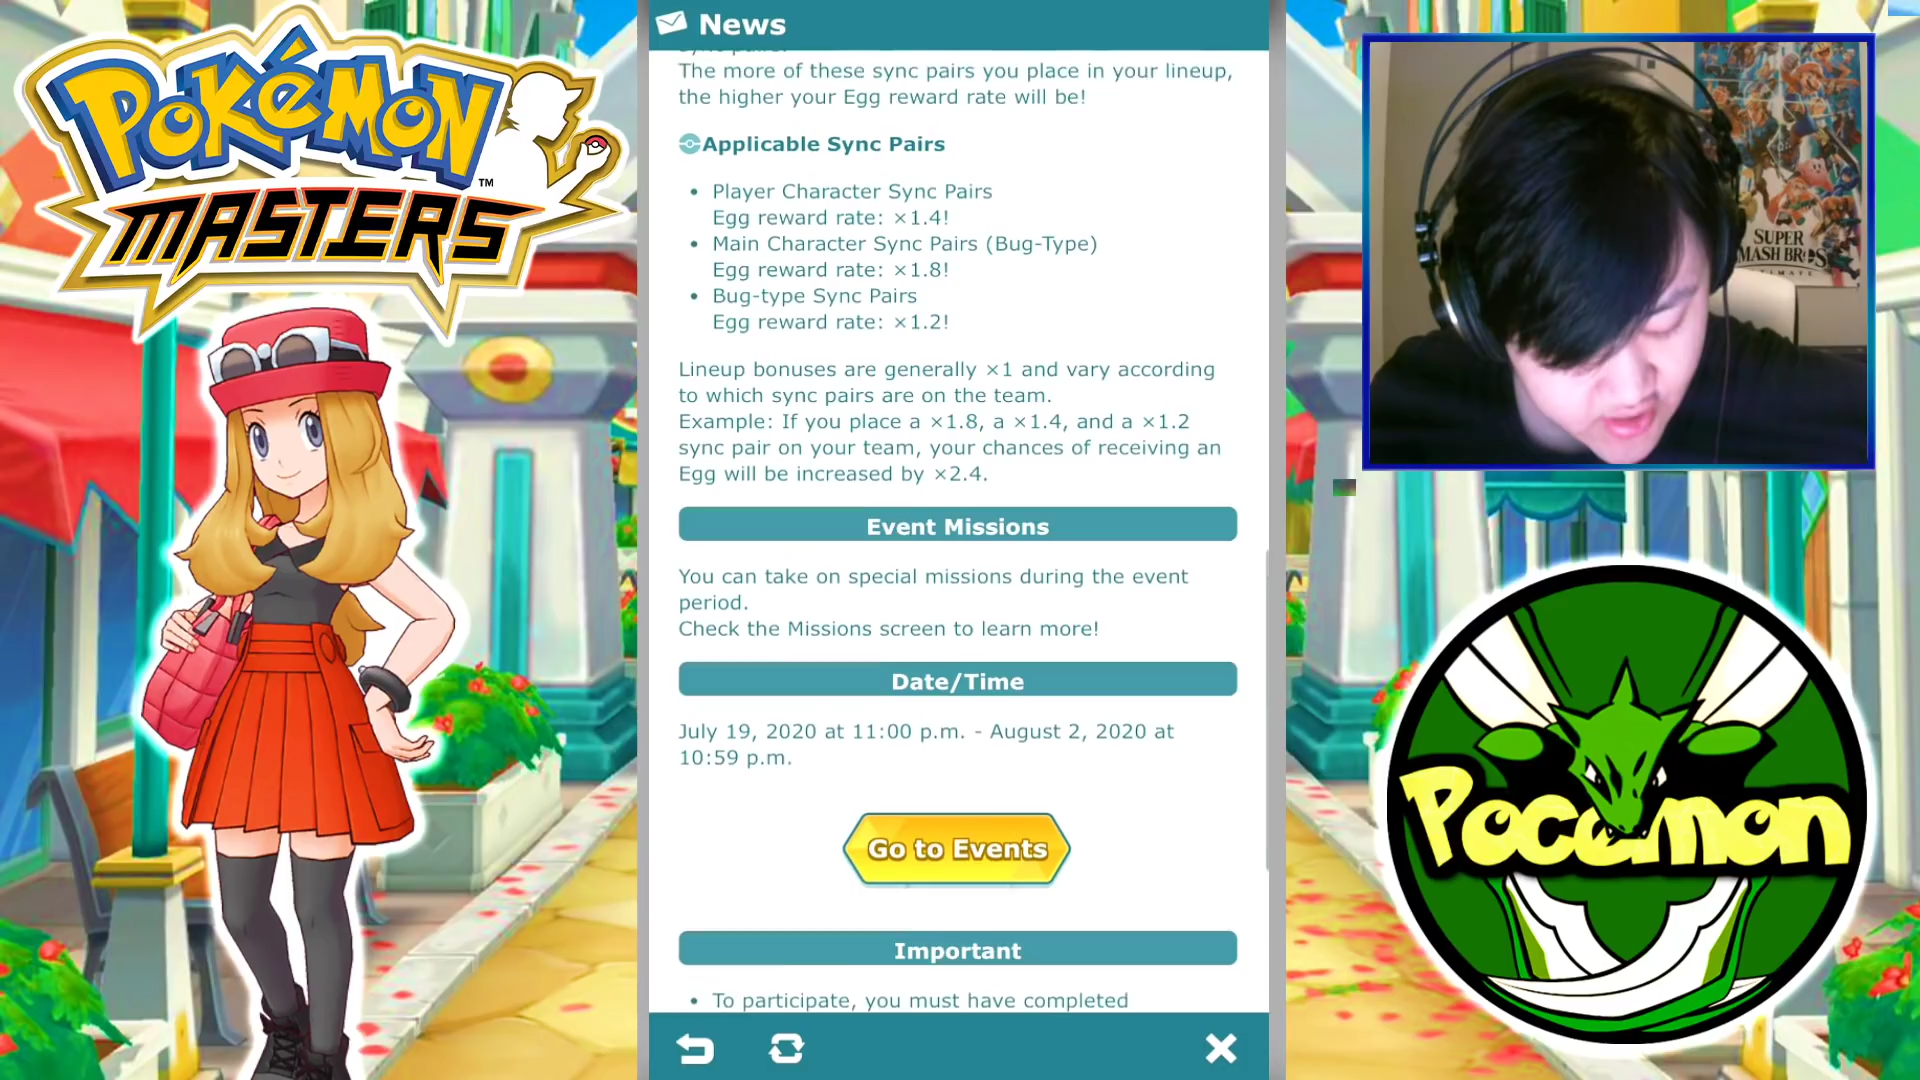 POKÉMON
™
MASTERS
News
sync pairs.
The more of these sync pairs you place in your lineup,
the higher your Egg reward rate will be!
Applicable Sync Pairs
• Player Character Sync Pairs
Egg reward rate: ×1.4!
• Main Character Sync Pairs (Bug-Type)
Egg reward rate: ×1.8!
• Bug-type Sync Pairs
Egg reward rate: ×1.2!
Lineup bonuses are generally ×1 and vary according
to which sync pairs are on the team.
Example: If you place a ×1.8, a ×1.4, and a ×1.2
sync pair on your team, your chances of receiving an
Egg will be increased by ×2.4.
Event Missions
You can take on special missions during the event
period.
Check the Missions screen to learn more!
Date/Time
July 19, 2020 at 11:00 p.m. - August 2, 2020 at
10:59 p.m.
Go to Events
Important
• To participate, you must have completed
SUPER
SMASH BROS
ULTIMATE
Pocemon